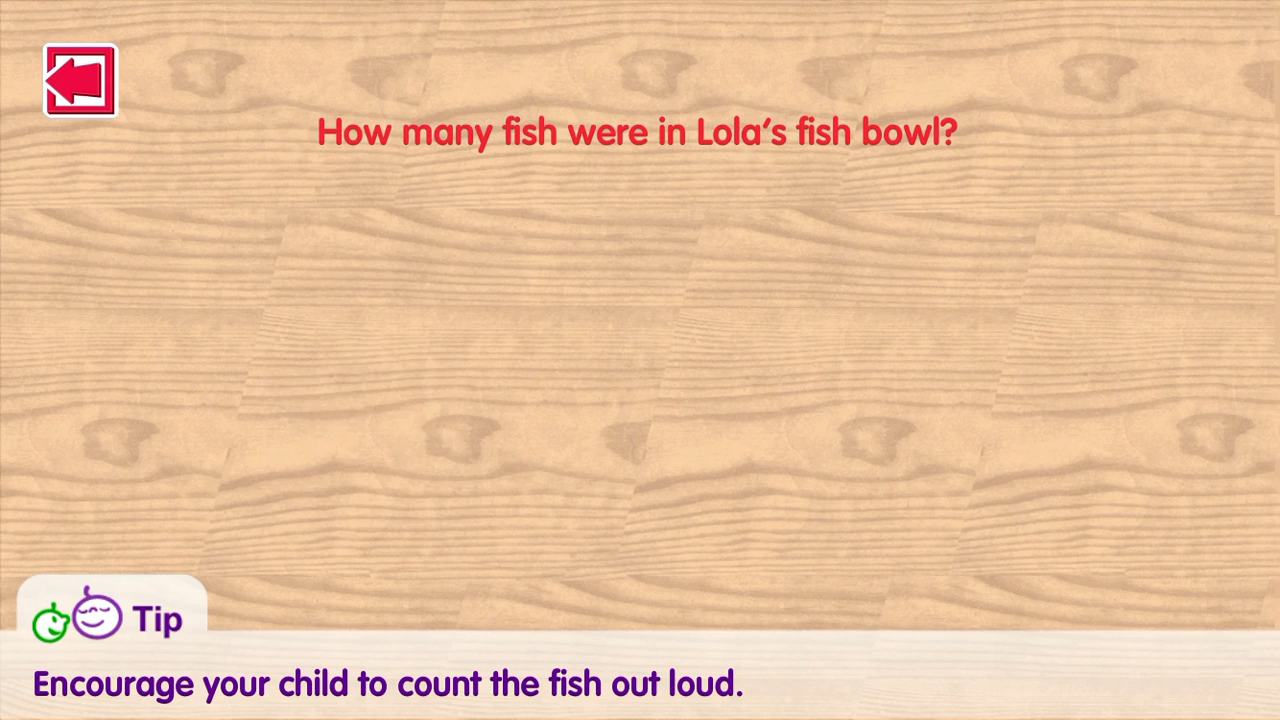 How many fish were in Lola's fish bowl?
Tip
Encourage your child to count the fish out loud.